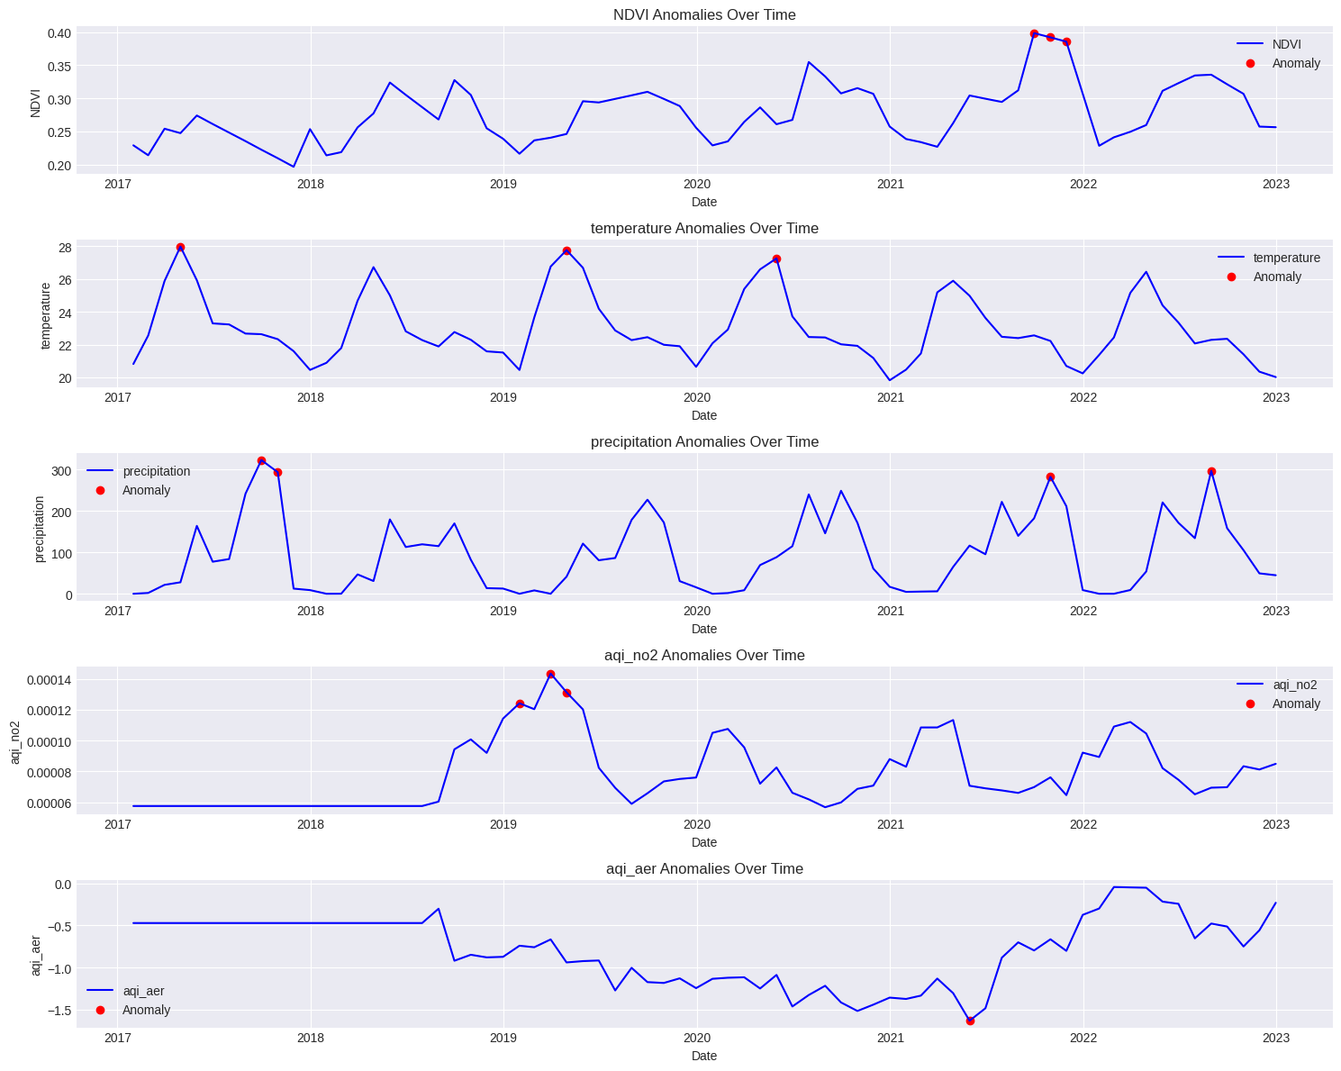 NDVI Anomalies Over Time
0.40
0.35
0.30
0.25
0.20
NDVI
NDVI
Anomaly
2017 2018 2019 2020 2021 2022 2023
Date
temperature Anomalies Over Time
28
26
24
22
20
temperature
temperature
Anomaly
2017 2018 2019 2020 2021 2022 2023
Date
precipitation Anomalies Over Time
300
200
100
0
precipitation
precipitation
Anomaly
2017 2018 2019 2020 2021 2022 2023
Date
aqi_no2 Anomalies Over Time
0.00014
0.00012
0.00010
0.00008
0.00006
aqi_no2
aqi_no2
Anomaly
2017 2018 2019 2020 2021 2022 2023
Date
aqi_aer Anomalies Over Time
0.0
−0.5
−1.0
−1.5
aqi_aer
aqi_aer
Anomaly
2017 2018 2019 2020 2021 2022 2023
Date